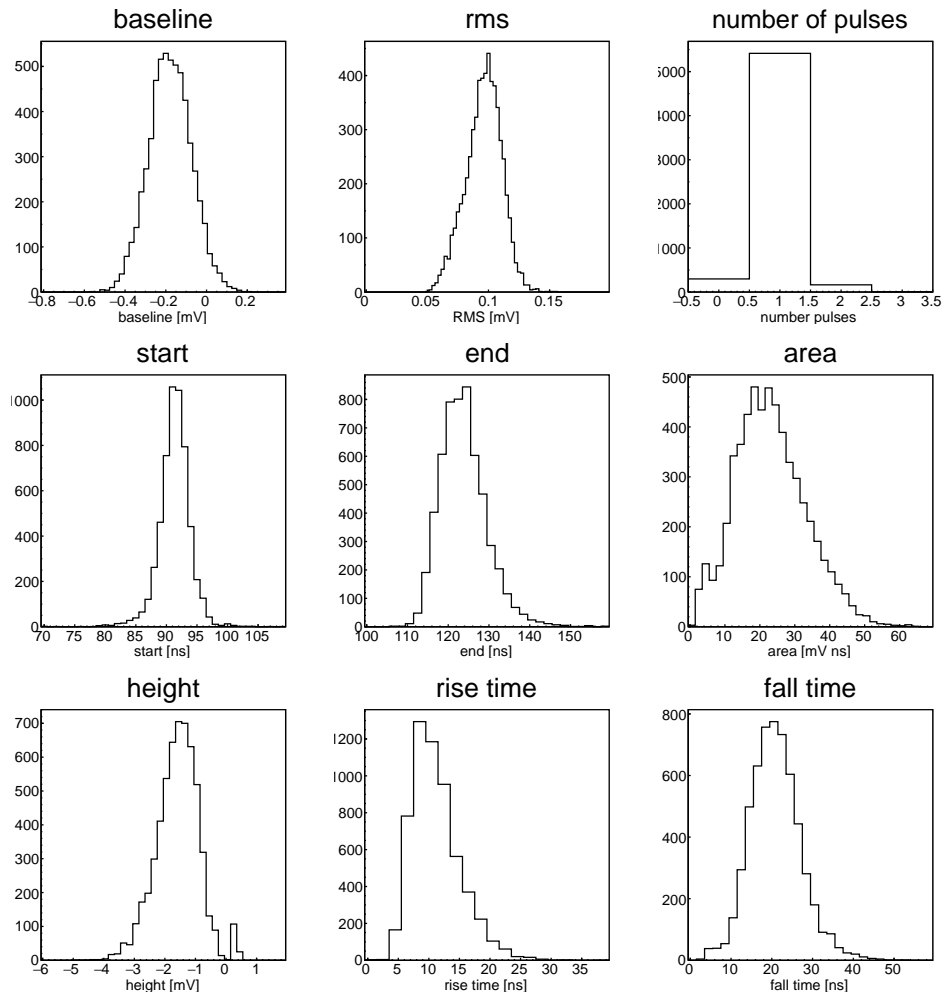 baseline
500
400
300
200
100
0
−0.8 −0.6 −0.4 −0.2 0 0.2
baseline [mV]
rms
400
300
200
100
0
0 0.05 0.1 0.15
RMS [mV]
number of pulses
5000
4000
3000
2000
1000
0
−0.5 0 0.5 1 1.5 2 2.5 3 3.5
number pulses
start
1000
800
600
400
200
0
70 75 80 85 90 95 100 105
start [ns]
end
800
700
600
500
400
300
200
100
0
100 110 120 130 140 150
end [ns]
area
500
400
300
200
100
0
0 10 20 30 40 50 60
area [mV ns]
height
700
600
500
400
300
200
100
0
−6 −5 −4 −3 −2 −1 0 1
height [mV]
rise time
1200
1000
800
600
400
200
0
0 5 10 15 20 25 30 35
rise time [ns]
fall time
800
600
400
200
0
0 10 20 30 40 50
fall time [ns]